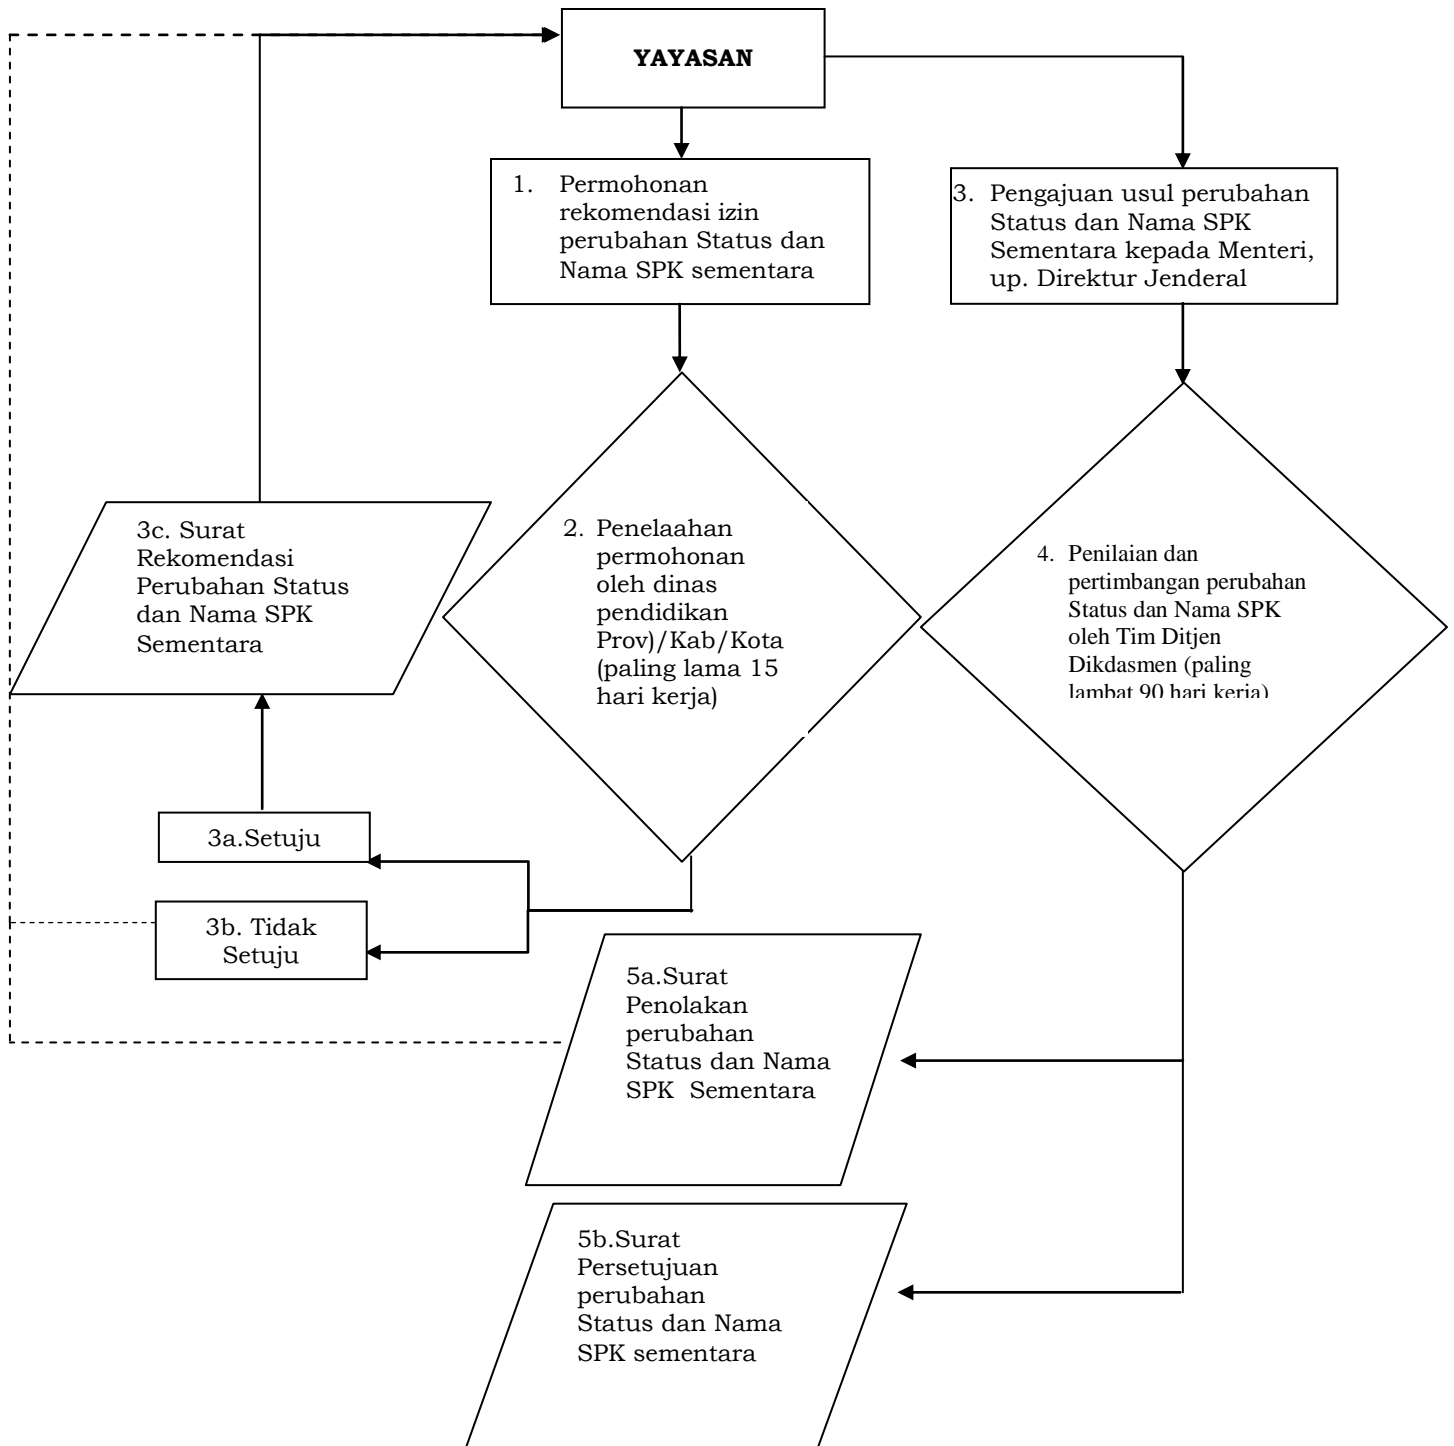 YAYASAN
1. Permohonan
rekomendasi izin
perubahan Status dan
Nama SPK sementara
3. Pengajuan usul perubahan
Status dan Nama SPK
Sementara kepada Menteri,
up. Direktur Jenderal
3c. Surat
Rekomendasi
Perubahan Status
dan Nama SPK
Sementara
2. Penelaahan
permohonan
oleh dinas
pendidikan
Prov)/Kab/Kota
(paling lama 15
hari kerja)
4. Penilaian dan
pertimbangan perubahan
Status dan Nama SPK
oleh Tim Ditjen
Dikdasmen (paling
lambat 90 hari kerja)
3a.Setuju
3b. Tidak
Setuju
5a.Surat
Penolakan
perubahan
Status dan Nama
SPK  Sementara
5b.Surat
Persetujuan
perubahan
Status dan Nama
SPK sementara